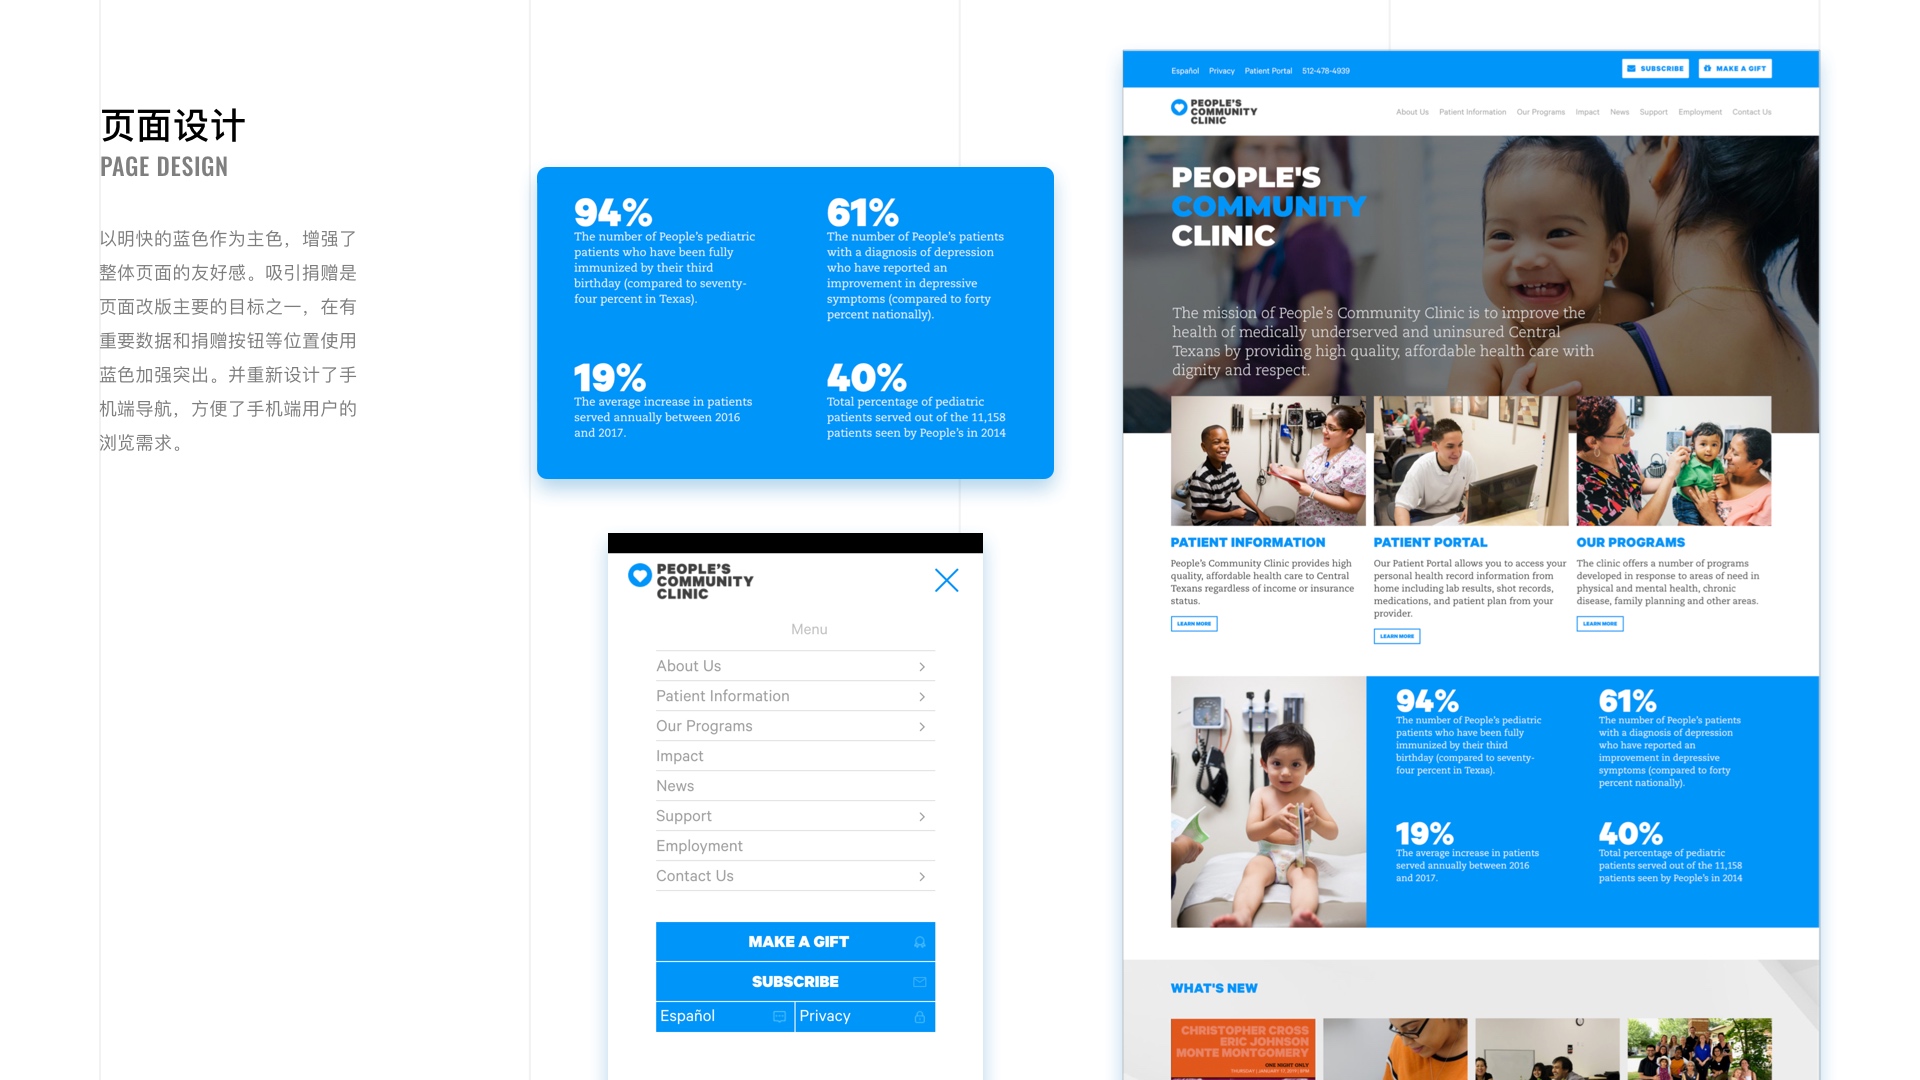 页面设计
PAGE DESIGN
以明快的蓝色作为主色，增强了
整体页面的友好感。吸引捐赠是
页面改版主要的目标之一，在有
重要数据和捐赠按钮等位置使用
蓝色加强突出。并重新设计了手
机端导航，方便了手机端用户的
浏览需求。
94%
The number of People's pediatric
patients who have been fully
immunized by their third
birthday (compared to seventy-
four percent in Texas).
61%
The number of People's patients
with a diagnosis of depression
who have reported an
improvement in depressive
symptoms (compared to forty
percent nationally).
19%
The average increase in patients
served annually between 2016
and 2017.
40%
Total percentage of pediatric
patients served out of the 11,158
patients seen by People's in 2014
PEOPLE'S
COMMUNITY
CLINIC
Menu
About Us
Patient Information
Our Programs
Impact
News
Support
Employment
Contact Us
MAKE A GIFT
SUBSCRIBE
Español Privacy
Español Privacy Patient Portal 512-478-4939 SUBSCRIBE MAKE A GIFT
PEOPLE'S
COMMUNITY
CLINIC
About Us Patient Information Our Programs Impact News Support Employment Contact Us
PEOPLE'S
COMMUNITY
CLINIC
The mission of People's Community Clinic is to improve the
health of medically underserved and uninsured Central
Texans by providing high quality, affordable health care with
dignity and respect.
PATIENT INFORMATION
People's Community Clinic provides high
quality, affordable health care to Central
Texans regardless of income or insurance
status.
LEARN MORE
PATIENT PORTAL
Our Patient Portal allows you to access your
personal health record information from
home including lab results, shot records,
medications, and patient plan from your
provider.
LEARN MORE
OUR PROGRAMS
The clinic offers a number of programs
developed in response to areas of need in
physical and mental health, chronic
disease, family planning and other areas.
LEARN MORE
94%
The number of People's pediatric
patients who have been fully
immunized by their third
birthday (compared to seventy-
four percent in Texas).
61%
The number of People's patients
with a diagnosis of depression
who have reported an
improvement in depressive
symptoms (compared to forty
percent nationally).
19%
The average increase in patients
served annually between 2016
and 2017.
40%
Total percentage of pediatric
patients served out of the 11,158
patients seen by People's in 2014
WHAT'S NEW
CHRISTOPHER CROSS
ERIC JOHNSON
MONTE MONTGOMERY
ONE NIGHT ONLY
THURSDAY | JANUARY 17, 2019 | 8PM